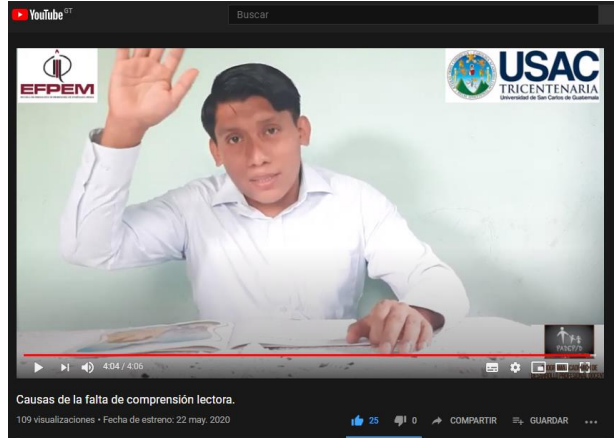 YouTube GT
Buscar
EFPEM
USAC
TRICENTENARIA
Universidad de San Carlos de Guatemala
PADEP/D
4:04 / 4:06
Causas de la falta de comprensión lectora.
109 visualizaciones • Fecha de estreno: 22 may. 2020
25
0
COMPARTIR
GUARDAR